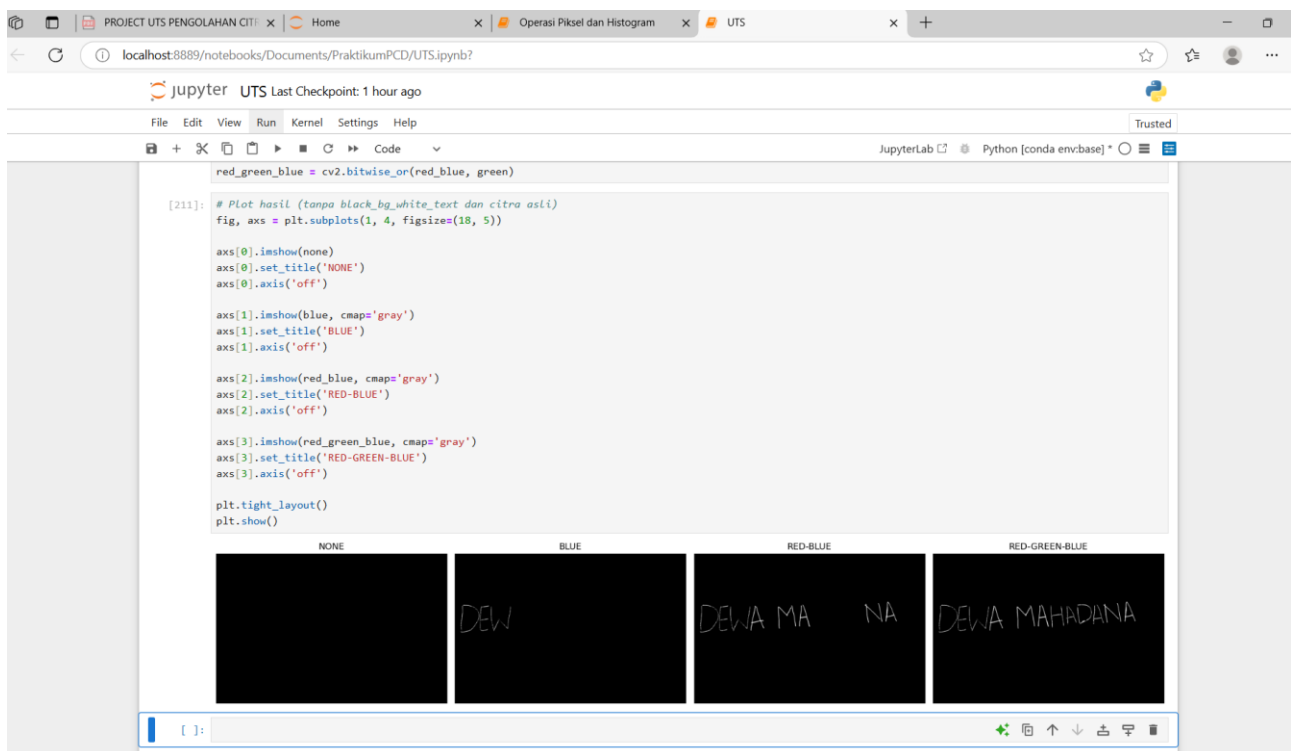 PROJECT UTS PENGOLAHAN CITR
Home
Operasi Piksel dan Histogram
UTS
localhost:8889/notebooks/Documents/PraktikumPCD/UTS.ipynb?
jupyter UTS Last Checkpoint: 1 hour ago
File Edit View Run Kernel Settings Help
Trusted
Code
JupyterLab
Python [conda env:base] *
red_green_blue = cv2.bitwise_or(red_blue, green)
[211]: # Plot hasil (tanpa black_bg_white_text dan citra asli)
fig, axs = plt.subplots(1, 4, figsize=(18, 5))
axs[0].imshow(none)
axs[0].set_title('NONE')
axs[0].axis('off')
axs[1].imshow(blue, cmap='gray')
axs[1].set_title('BLUE')
axs[1].axis('off')
axs[2].imshow(red_blue, cmap='gray')
axs[2].set_title('RED-BLUE')
axs[2].axis('off')
axs[3].imshow(red_green_blue, cmap='gray')
axs[3].set_title('RED-GREEN-BLUE')
axs[3].axis('off')
plt.tight_layout()
plt.show()
NONE
BLUE
RED-BLUE
RED-GREEN-BLUE
DEW
DEWA MA NA
DEWA MAHADANA
[ ]: